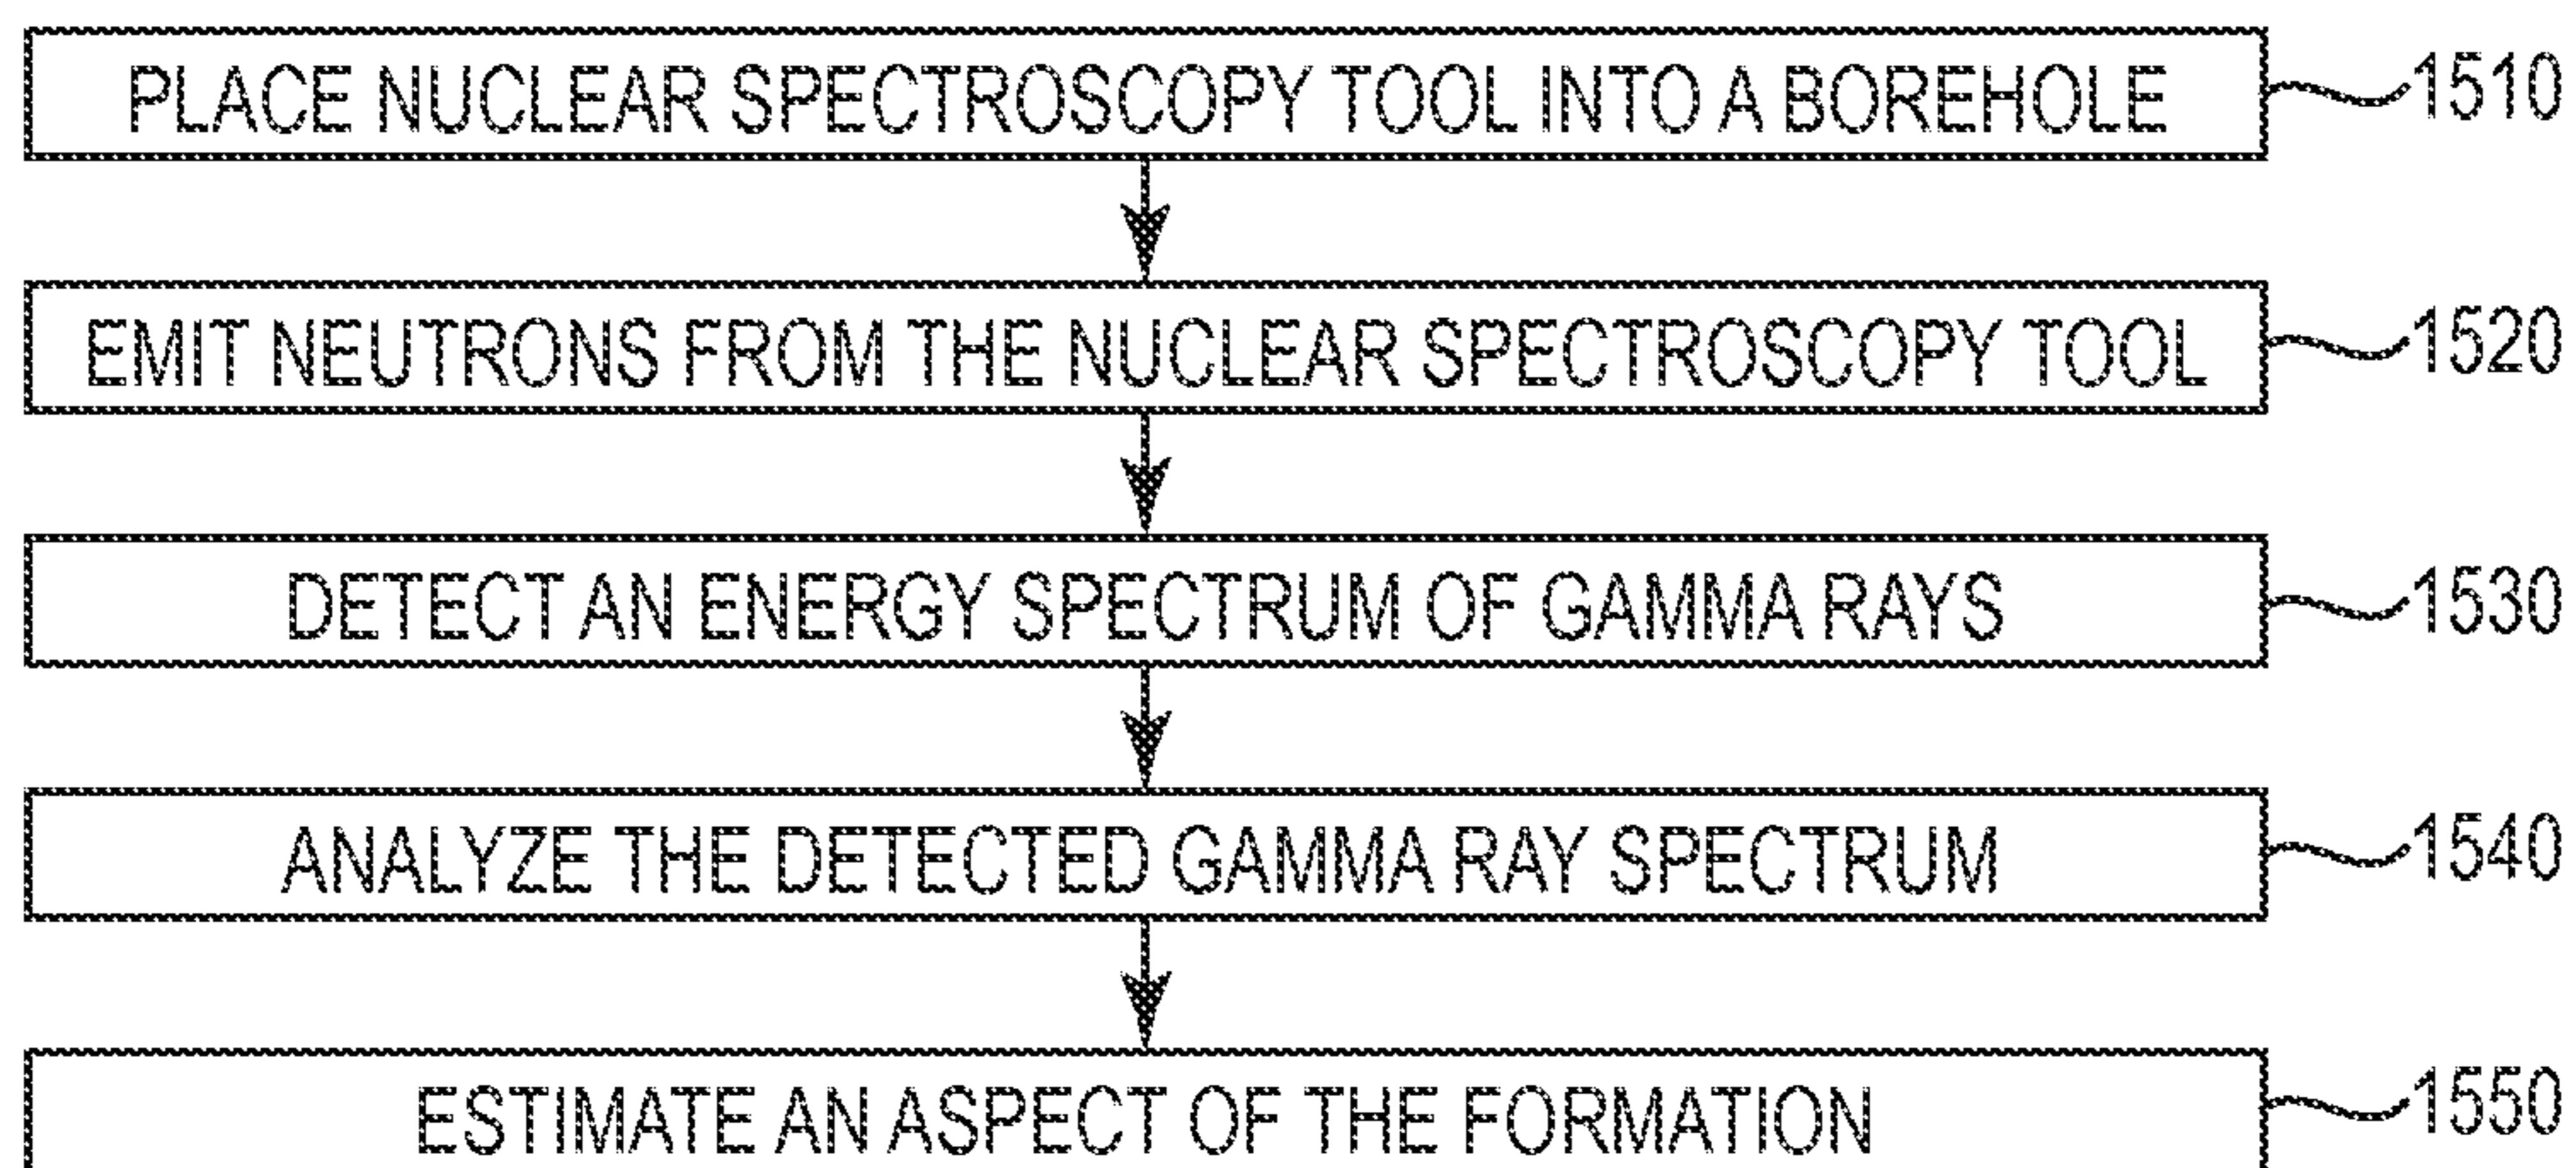 PLACE NUCLEAR SPECTROSCOPY TOOL INTO A BOREHOLE 1510
EMIT NEUTRONS FROM THE NUCLEAR SPECTROSCOPY TOOL 1520
DETECT AN ENERGY SPECTRUM OF GAMMA RAYS 1530
ANALYZE THE DETECTED GAMMA RAY SPECTRUM 1540
ESTIMATE AN ASPECT OF THE FORMATION 1550